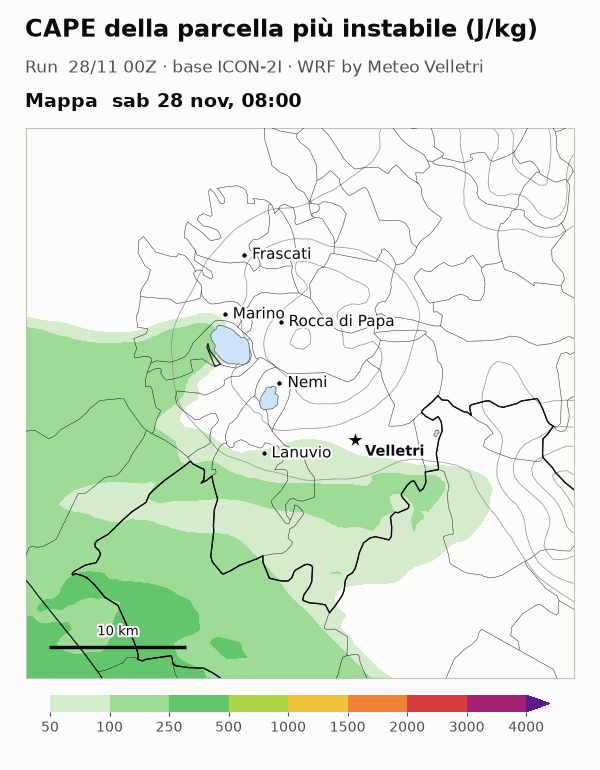 CAPE della parcella più instabile (J/kg)
Run  28/11 00Z · base ICON-2I · WRF by Meteo Velletri
Mappa  sab 28 nov, 08:00
Frascati
Marino
Rocca di Papa
Nemi
Velletri
Lanuvio
10 km
50 100 250 500 1000 1500 2000 3000 4000